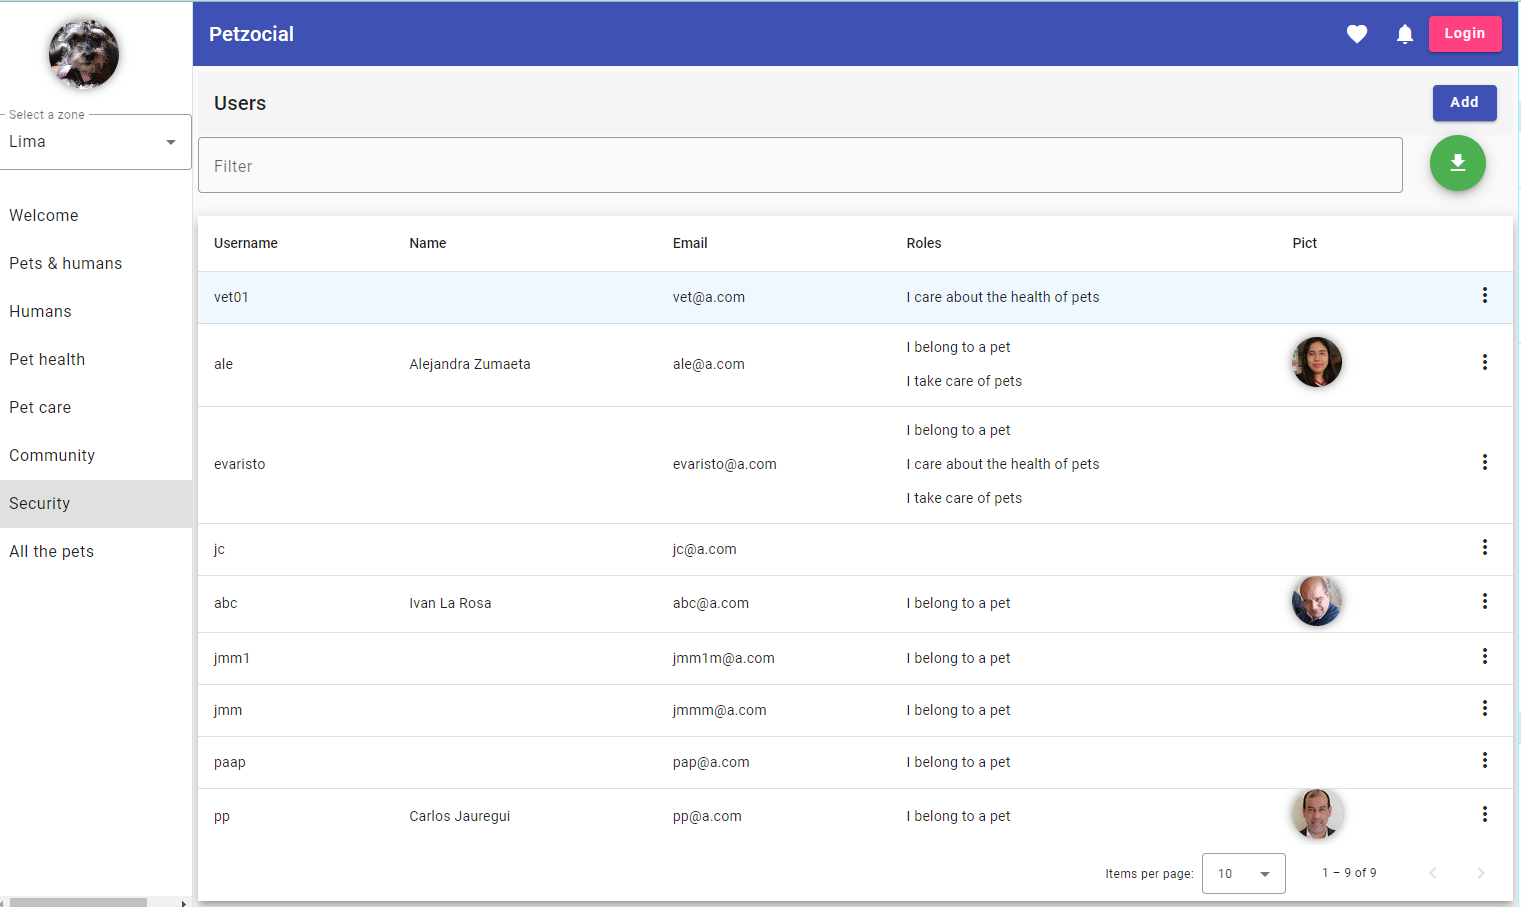 Petzocial
Login
Select a zone
Lima
Welcome
Pets & humans
Humans
Pet health
Pet care
Community
Security
All the pets
Users
Add
Filter
Username Name Email Roles Pict
vet01 vet@a.com I care about the health of pets
ale Alejandra Zumaeta ale@a.com I belong to a pet
I take care of pets
evaristo evaristo@a.com I belong to a pet
I care about the health of pets
I take care of pets
jc jc@a.com
abc Ivan La Rosa abc@a.com I belong to a pet
jmm1 jmm1m@a.com I belong to a pet
jmm jmmm@a.com I belong to a pet
paap pap@a.com I belong to a pet
pp Carlos Jauregui pp@a.com I belong to a pet
Items per page: 10 1 – 9 of 9